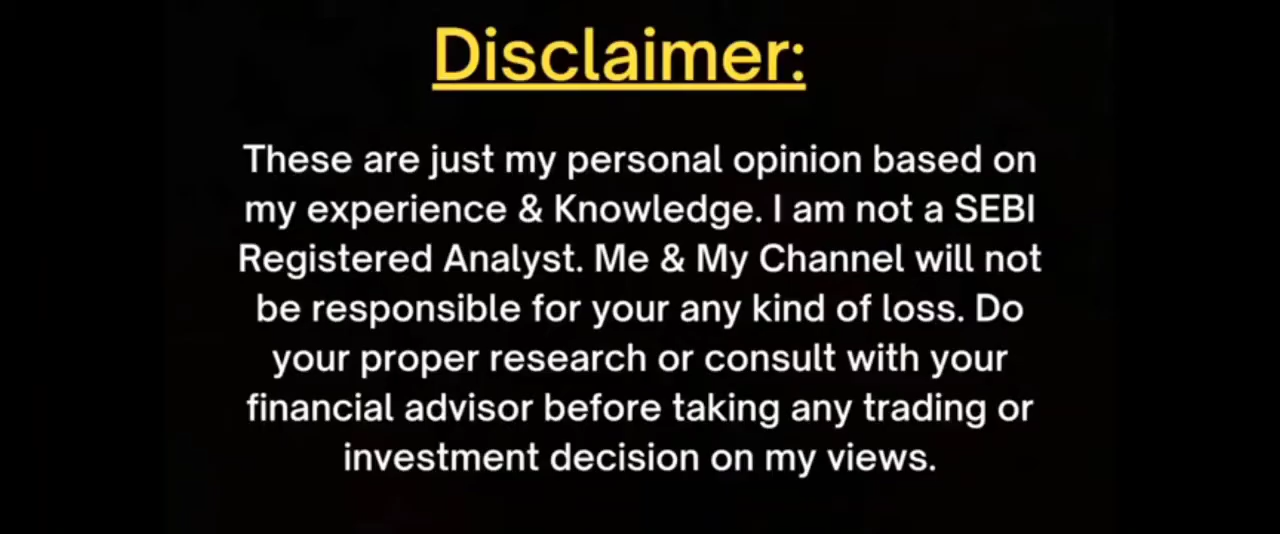 Disclaimer:
These are just my personal opinion based on
my experience & Knowledge. I am not a SEBI
Registered Analyst. Me & My Channel will not
be responsible for your any kind of loss. Do
your proper research or consult with your
financial advisor before taking any trading or
investment decision on my views.